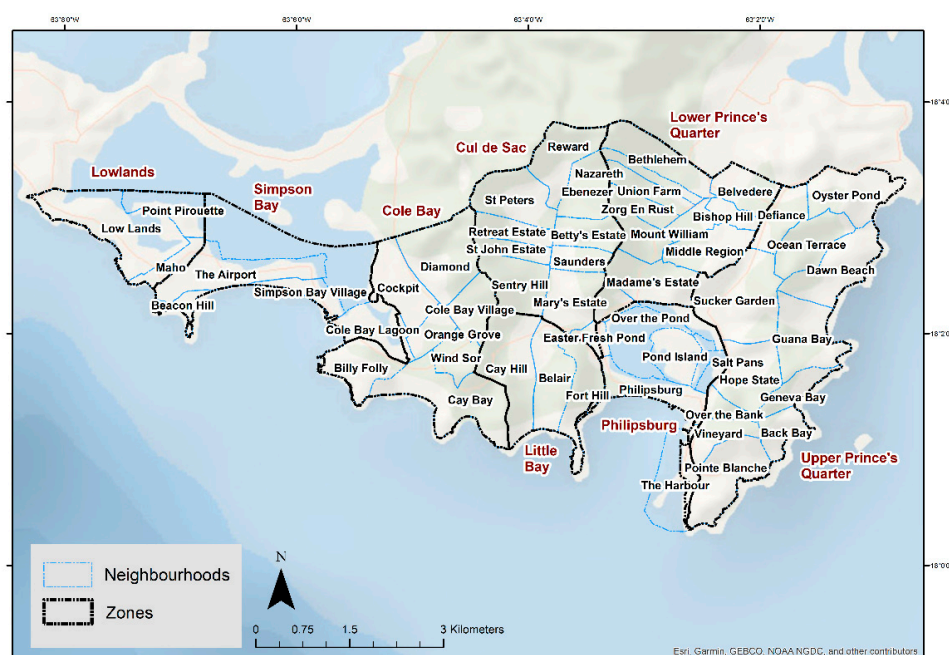 63°8'0"W
63°6'0"W
63°4'0"W
63°2'0"W
18°4'0"
18°2'0"
18°0'0"
Lower Prince's
Quarter
Cul de Sac
Lowlands
Simpson
Bay
Cole Bay
Reward
Bethlehem
Nazareth
Ebenezer
Union Farm
Belvedere
Oyster Pond
St Peters
Zorg En Rust
Bishop Hill
Defiance
Point Pirouette
Low Lands
Retreat Estate
Betty's Estate
Mount William
Ocean Terrace
St John Estate
Saunders
Middle Region
Maho
The Airport
Diamond
Dawn Beach
Sentry Hill
Madame's Estate
Simpson Bay Village
Cockpit
Mary's Estate
Sucker Garden
Beacon Hill
Cole Bay Village
Over the Pond
Cole Bay Lagoon
Orange Grove
Easter Fresh Pond
Guana Bay
Wind Sor
Pond Island
Salt Pans
Billy Folly
Cay Hill
Belair
Hope State
Cay Bay
Fort Hill
Philipsburg
Geneva Bay
Over the Bank
Philipsburg
Vineyard
Back Bay
Little
Bay
Pointe Blanche
Upper Prince's
Quarter
The Harbour
Neighbourhoods
Zones
N
0 0.75 1.5 3 Kilometers
Esri, Garmin, GEBCO, NOAA NGDC, and other contributors